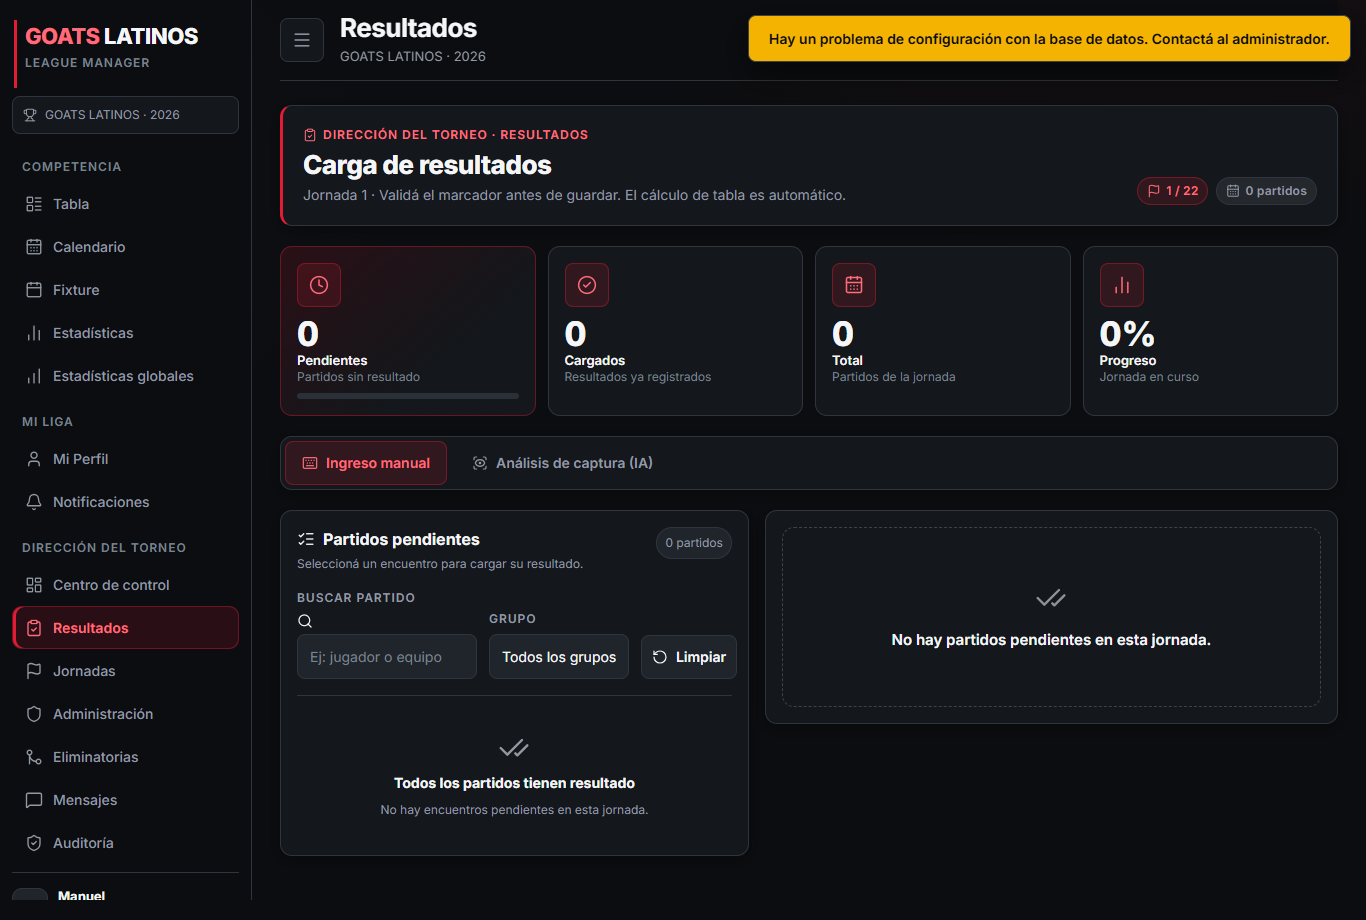 GOATS LATINOS
LEAGUE MANAGER
GOATS LATINOS · 2026
COMPETENCIA
Tabla
Calendario
Fixture
Estadísticas
Estadísticas globales
MI LIGA
Mi Perfil
Notificaciones
DIRECCIÓN DEL TORNEO
Centro de control
Resultados
Jornadas
Administración
Eliminatorias
Mensajes
Auditoría
Manuel
Resultados
GOATS LATINOS · 2026
Hay un problema de configuración con la base de datos. Contactá al administrador.
DIRECCIÓN DEL TORNEO · RESULTADOS
Carga de resultados
Jornada 1 · Validá el marcador antes de guardar. El cálculo de tabla es automático.
1 / 22
0 partidos
0
Pendientes
Partidos sin resultado
0
Cargados
Resultados ya registrados
0
Total
Partidos de la jornada
0%
Progreso
Jornada en curso
Ingreso manual
Análisis de captura (IA)
Partidos pendientes
0 partidos
Seleccioná un encuentro para cargar su resultado.
BUSCAR PARTIDO
Ej: jugador o equipo
GRUPO
Todos los grupos
Limpiar
Todos los partidos tienen resultado
No hay encuentros pendientes en esta jornada.
No hay partidos pendientes en esta jornada.